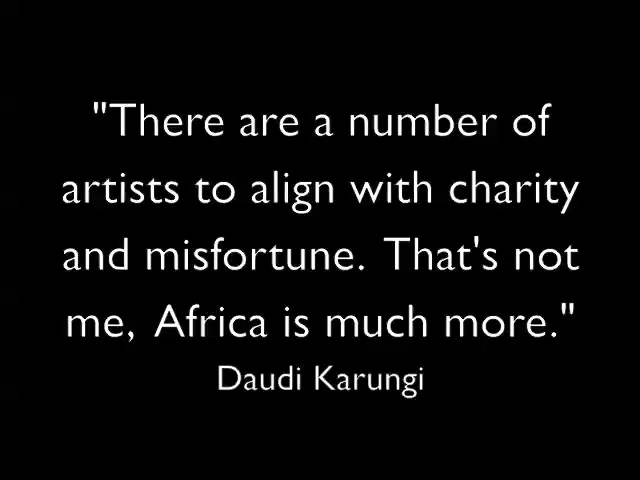 "There are a number of
artists to align with charity
and misfortune. That's not
me, Africa is much more."
Daudi Karungi